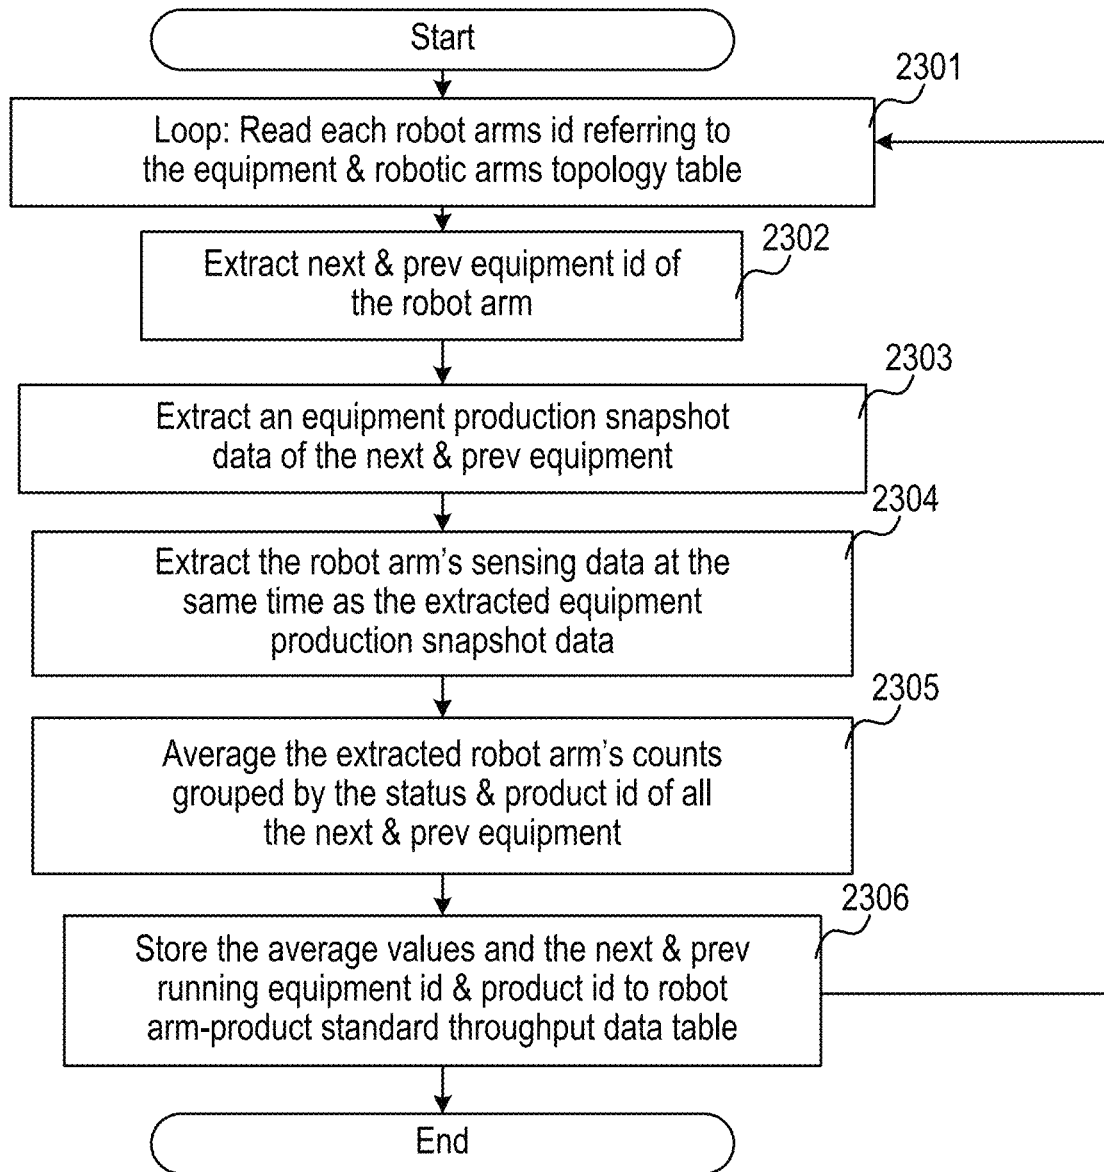 Start
2301
Loop: Read each robot arms id referring to
the equipment & robotic arms topology table
2302
Extract next & prev equipment id of
the robot arm
2303
Extract an equipment production snapshot
data of the next & prev equipment
2304
Extract the robot arm’s sensing data at the
same time as the extracted equipment
production snapshot data
2305
Average the extracted robot arm’s counts
grouped by the status & product id of all
the next & prev equipment
2306
Store the average values and the next & prev
running equipment id & product id to robot
arm-product standard throughput data table
End